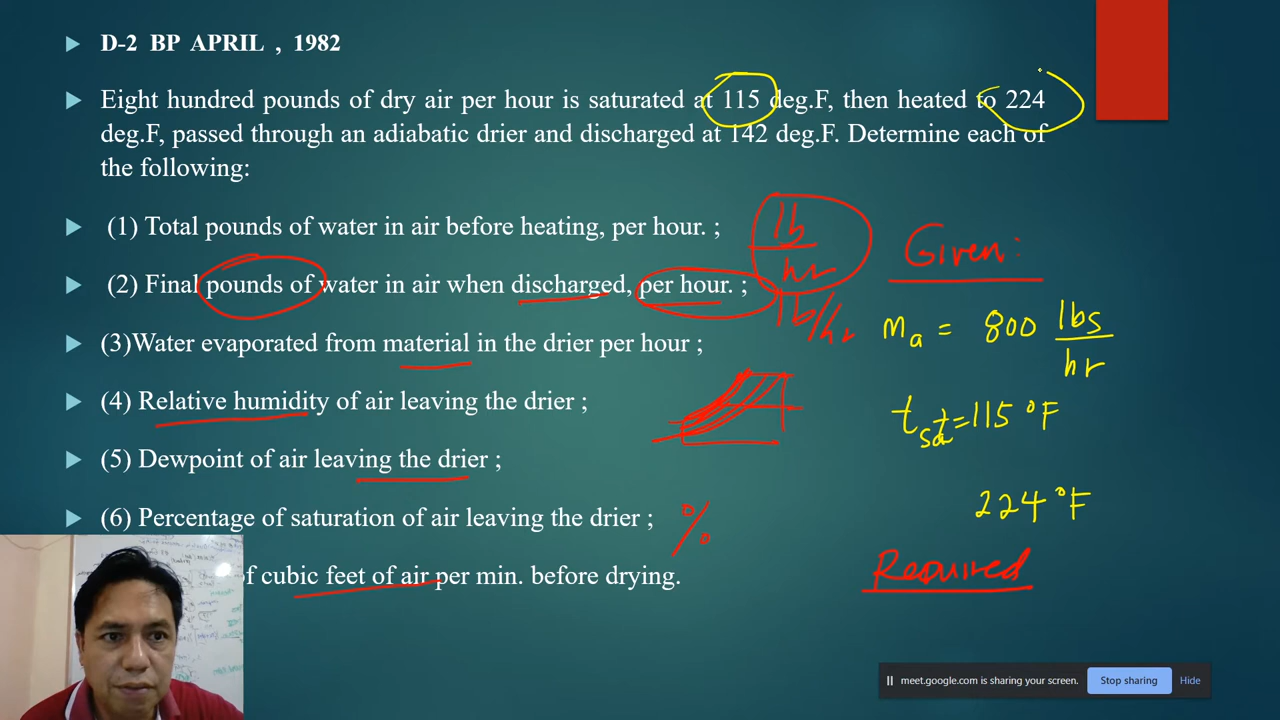 D-2 BP APRIL , 1982
Eight hundred pounds of dry air per hour is saturated at 115 deg.F, then heated to 224
deg.F, passed through an adiabatic drier and discharged at 142 deg.F. Determine each of
the following:
(1) Total pounds of water in air before heating, per hour. ;
(2) Final pounds of water in air when discharged, per hour. ;
(3)Water evaporated from material in the drier per hour ;
(4) Relative humidity of air leaving the drier ;
(5) Dewpoint of air leaving the drier ;
(6) Percentage of saturation of air leaving the drier ;
of cubic feet of air per min. before drying.
lb
hr
lb/hr
%
Given:
ma = 800 lbs
hr
tsat=115 °F
224 °F
Required
meet.google.com is sharing your screen.
Stop sharing
Hide